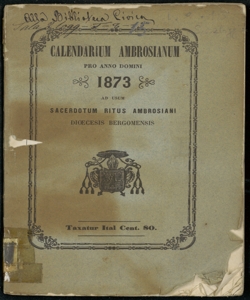 Alla Biblioteca Civica
CALENDARIUM AMBROSIANUM
PRO ANNO DOMINI
1873
AD USUM
SACERDOTUM RITUS AMBROSIANI
DIŒCESIS BERGOMENSIS
Taxatur Ital Cent. 80.